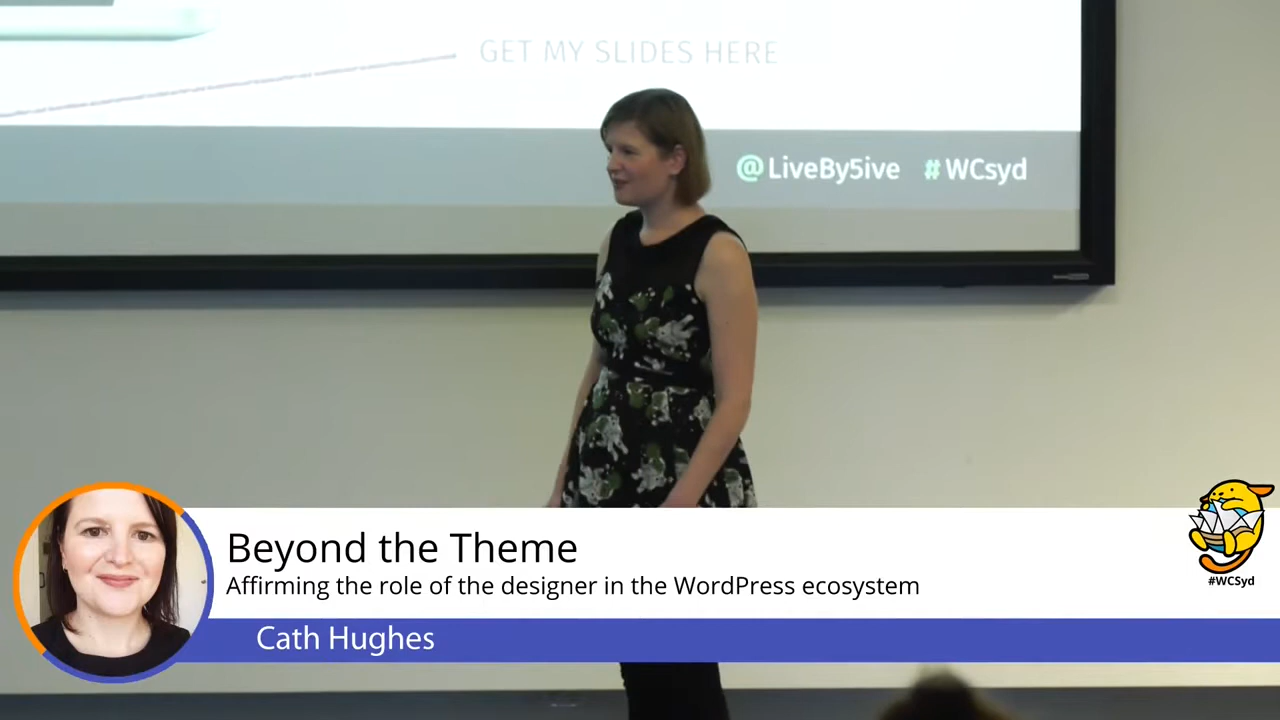 GET MY SLIDES HERE
@LiveBy5ive #WCsyd
Beyond the Theme
Affirming the role of the designer in the WordPress ecosystem
#WCSyd
Cath Hughes